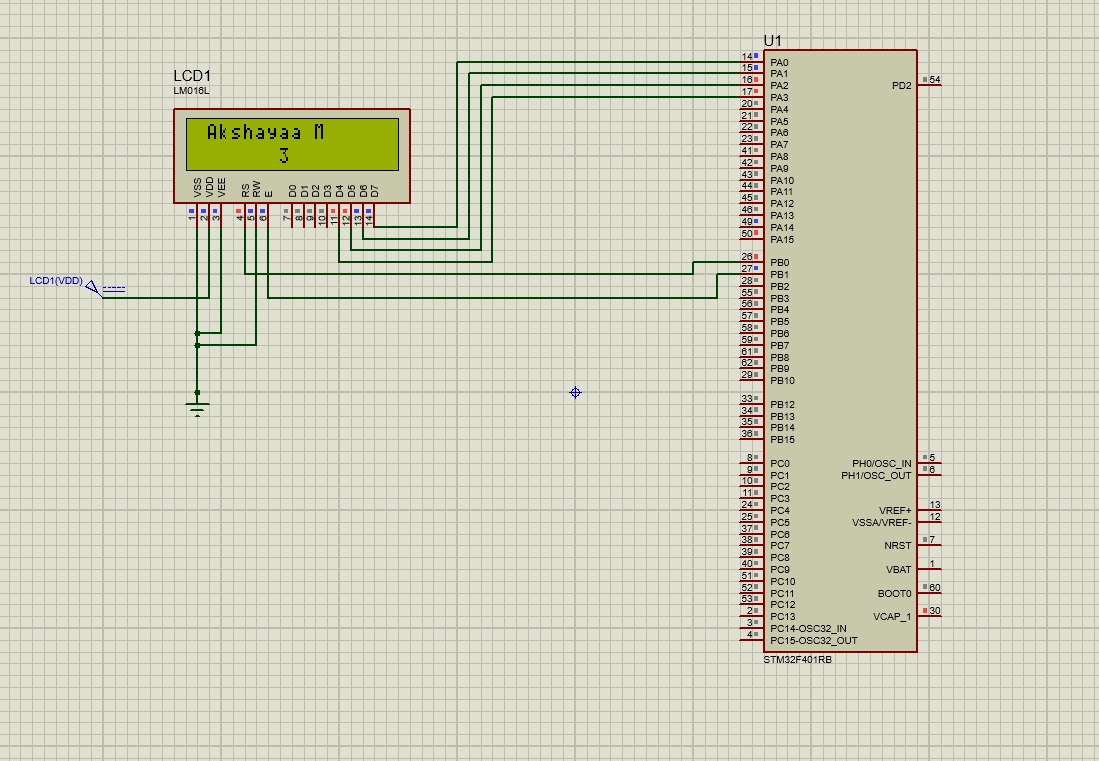 LCD1
LM016L
Akshayaa M
3
VSS VDD VEE RS RW E D0 D1 D2 D3 D4 D5 D6 D7
1 2 3 4 5 6 7 8 9 10 11 12 13 14
LCD1(VDD)
U1
14 PA0
15 PA1
16 PA2
17 PA3
20 PA4
21 PA5
22 PA6
23 PA7
41 PA8
42 PA9
43 PA10
44 PA11
45 PA12
46 PA13
49 PA14
50 PA15
26 PB0
27 PB1
28 PB2
55 PB3
56 PB4
57 PB5
58 PB6
59 PB7
61 PB8
62 PB9
29 PB10
33 PB12
34 PB13
35 PB14
36 PB15
8 PC0
9 PC1
10 PC2
11 PC3
24 PC4
25 PC5
37 PC6
38 PC7
39 PC8
40 PC9
51 PC10
52 PC11
53 PC12
2 PC13
3 PC14-OSC32_IN
4 PC15-OSC32_OUT
PD2 54
PH0/OSC_IN 5
PH1/OSC_OUT 6
VREF+ 13
VSSA/VREF- 12
NRST 7
VBAT 1
BOOT0 60
VCAP_1 30
STM32F401RB